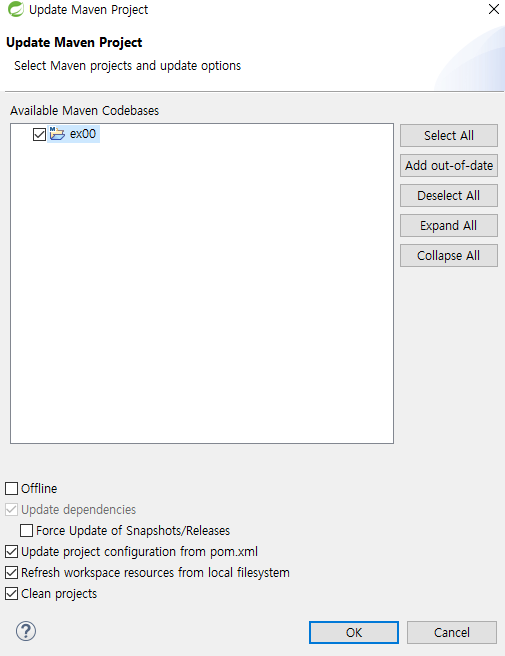 Update Maven Project
Update Maven Project
Select Maven projects and update options
Available Maven Codebases
ex00
Select All
Add out-of-date
Deselect All
Expand All
Collapse All
Offline
Update dependencies
Force Update of Snapshots/Releases
Update project configuration from pom.xml
Refresh workspace resources from local filesystem
Clean projects
?
OK
Cancel